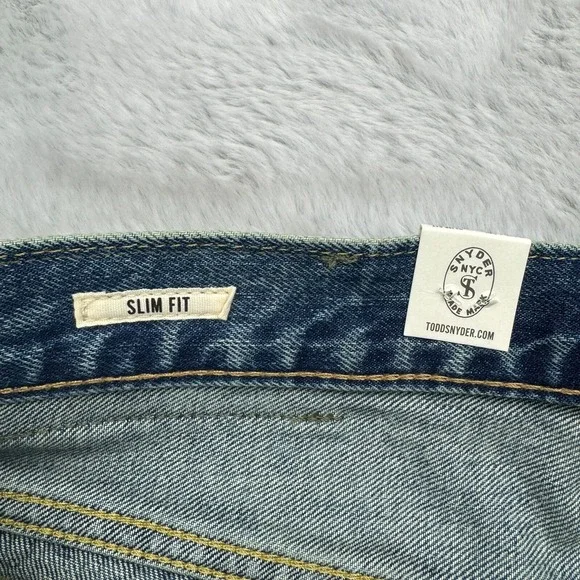 SLIM FIT
SNYDER
NYC
TS
TRADE MARK
TODDSNYDER.COM